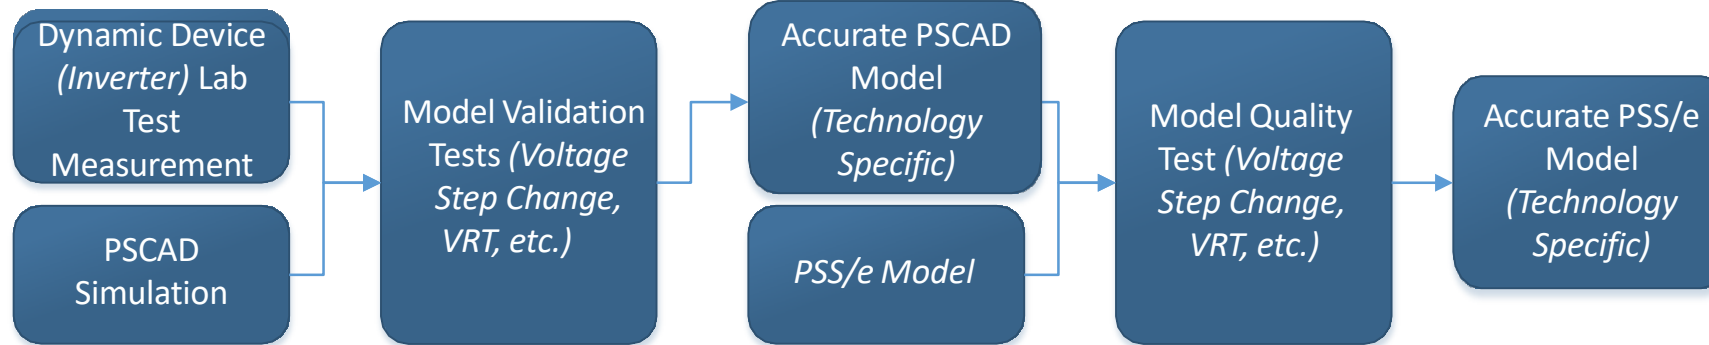 Dynamic Device
(Inverter) Lab
Test
Measurement
PSCAD
Simulation
Model Validation
Tests (Voltage
Step Change,
VRT, etc.)
Accurate PSCAD
Model
(Technology
Specific)
PSS/e Model
Model Quality
Test (Voltage
Step Change,
VRT, etc.)
Accurate PSS/e
Model
(Technology
Specific)